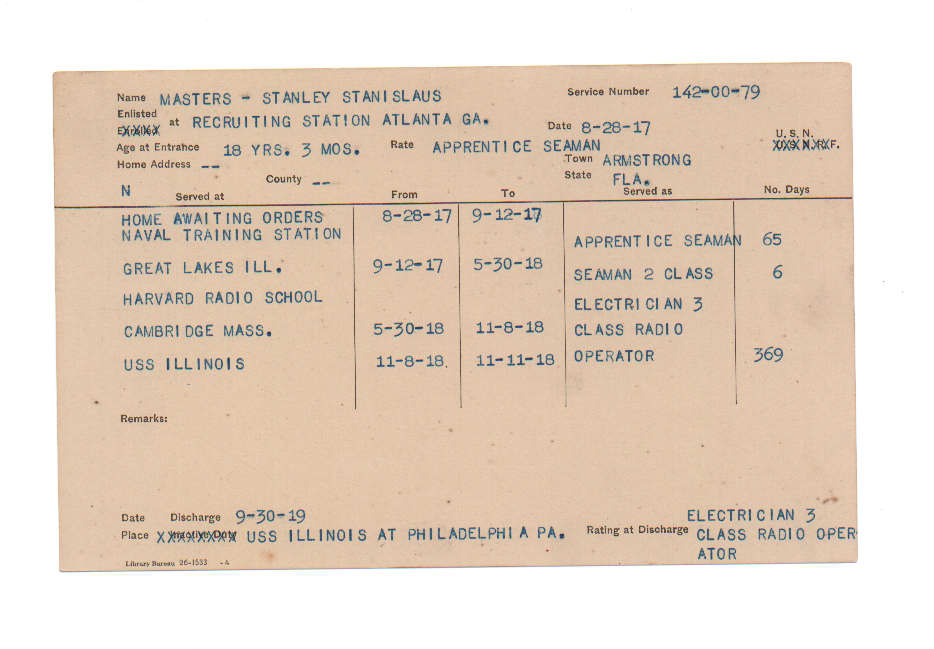 Name MASTERS - STANLEY STANISLAUS Service Number 142-00-79
Enlisted at RECRUITING STATION ATLANTA GA. Date 8-28-17 U. S. N.
Age at Entrance 18 YRS. 3 MOS. Rate APPRENTICE SEAMAN
Home Address -- Town ARMSTRONG
County -- State FLA.
N Served at From To Served as No. Days
HOME AWAITING ORDERS 8-28-17 9-12-17
NAVAL TRAINING STATION APPRENTICE SEAMAN 65
GREAT LAKES ILL. 9-12-17 5-30-18 SEAMAN 2 CLASS 6
HARVARD RADIO SCHOOL ELECTRICIAN 3
CAMBRIDGE MASS. 5-30-18 11-8-18 CLASS RADIO
USS ILLINOIS 11-8-18. 11-11-18 OPERATOR 369
Remarks:
Date Discharge 9-30-19 ELECTRICIAN 3
Place XXXXXXXXX USS ILLINOIS AT PHILADELPHIA PA. Rating at Discharge CLASS RADIO OPER
ATOR
Library Bureau 26-1533 -A